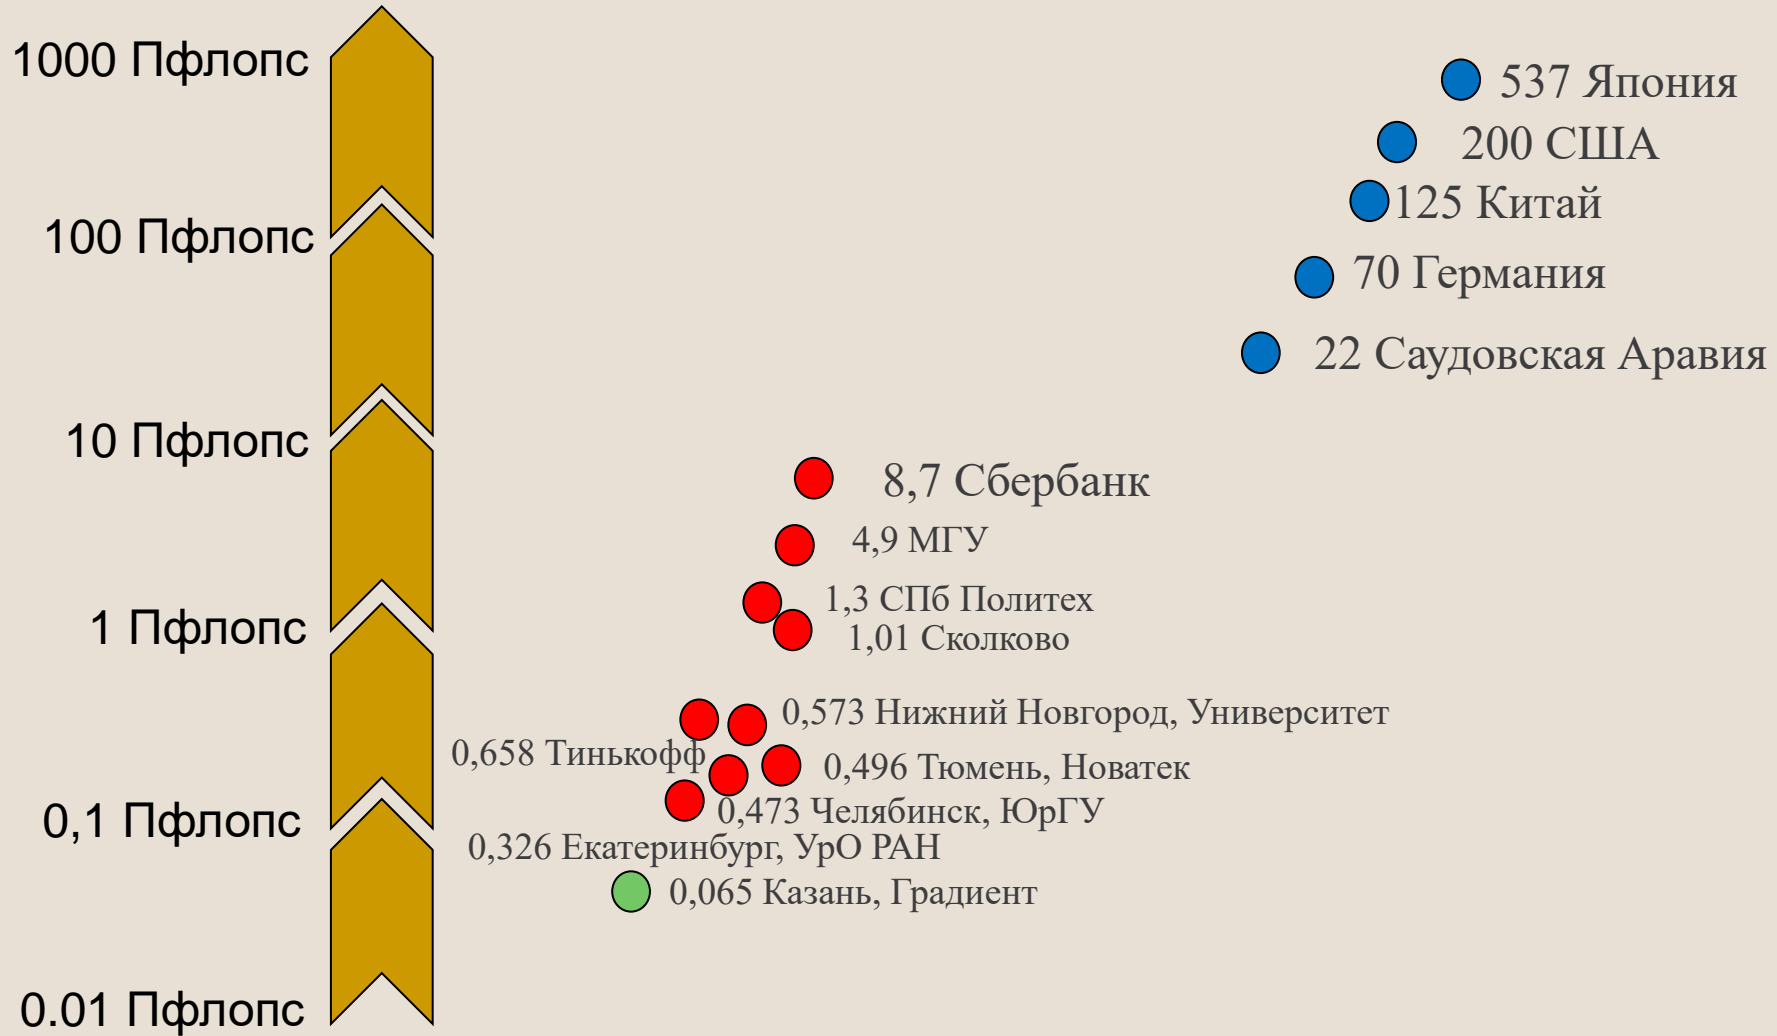 1000 Пфлопс
537 Япония
200 США
125 Китай
100 Пфлопс
70 Германия
22 Саудовская Аравия
10 Пфлопс
8,7 Сбербанк
4,9 МГУ
1,3 СПб Политех
1 Пфлопс
1,01 Сколково
0,573 Нижний Новгород, Университет
0,658 Тинькофф
0,496 Тюмень, Новатек
0,473 Челябинск, ЮрГУ
0,1 Пфлопс
0,326 Екатеринбург, УрО РАН
0,065 Казань, Градиент
0.01 Пфлопс